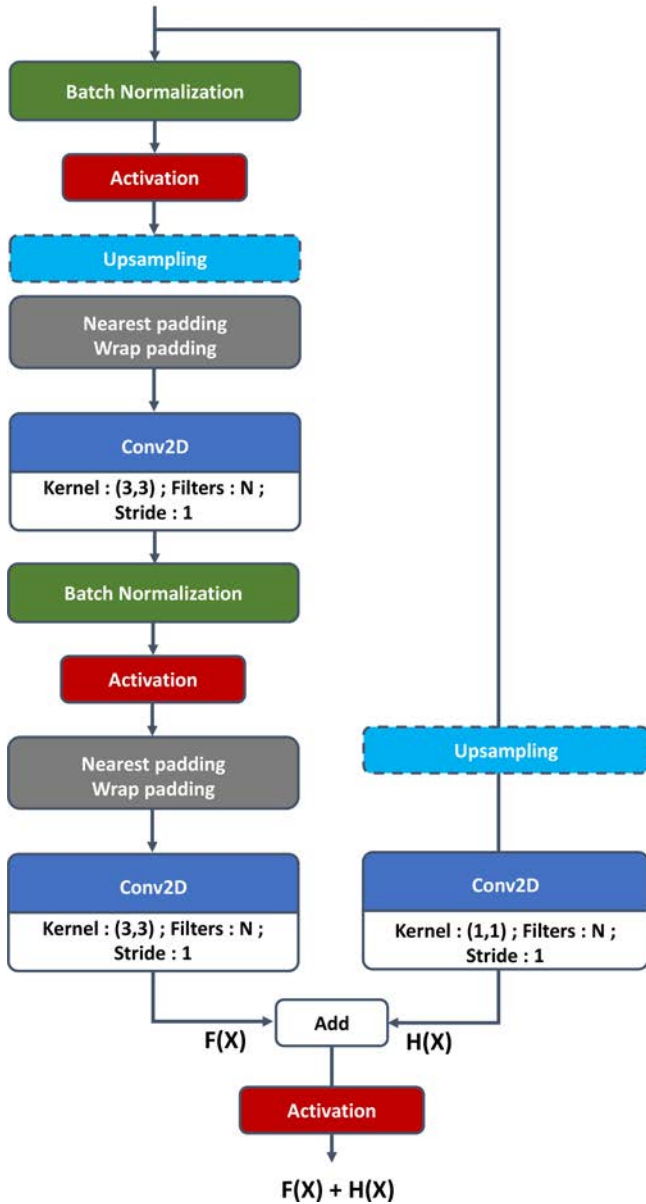 Batch Normalization
Activation
Upsampling
Nearest padding
Wrap padding
Conv2D
Kernel : (3,3) ; Filters : N ;
Stride : 1
Batch Normalization
Activation
Nearest padding
Wrap padding
Conv2D
Kernel : (3,3) ; Filters : N ;
Stride : 1
Upsampling
Conv2D
Kernel : (1,1) ; Filters : N ;
Stride : 1
F(X)
Add
H(X)
Activation
F(X) + H(X)